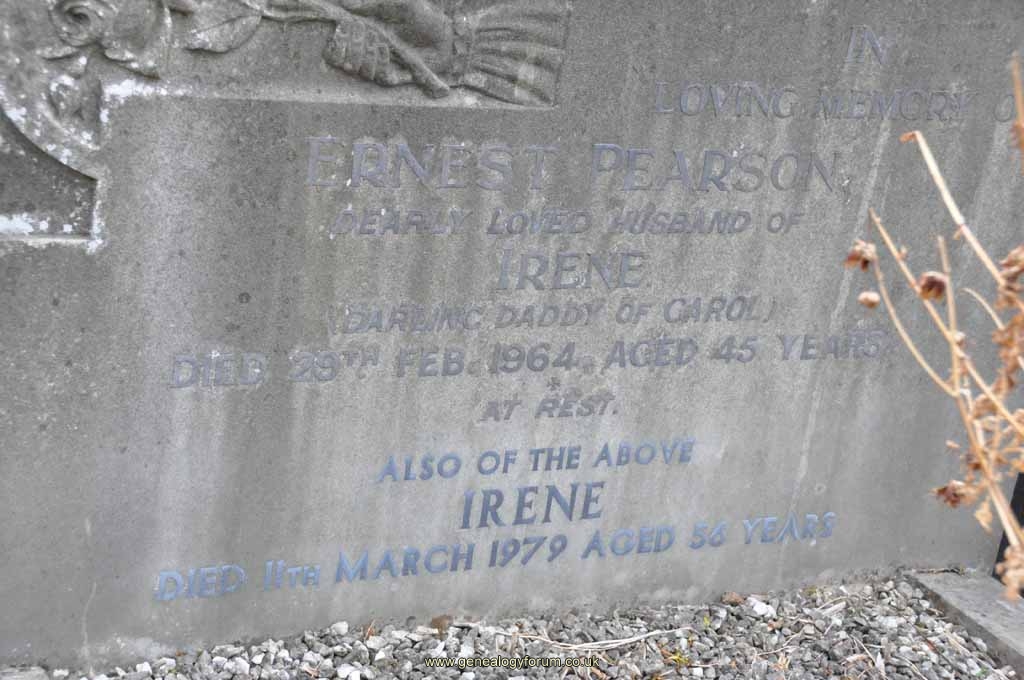 IN
LOVING MEMORY O
ERNEST PEARSON
DEARLY LOVED HUSBAND OF
IRENE
(DARLING DADDY OF CAROL)
DIED 29TH FEB. 1964, AGED 45 YEARS
AT REST.
ALSO OF THE ABOVE
IRENE
DIED 11TH MARCH 1979 AGED 56 YEARS
www.genealogyforum.co.uk